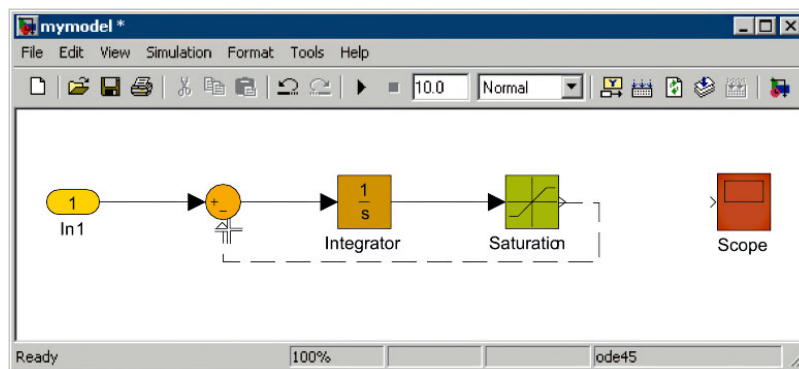 mymodel *
File Edit View Simulation Format Tools Help
10.0 Normal
1
In1
+ −
1
s
Integrator
Saturation
Scope
Ready 100% ode45